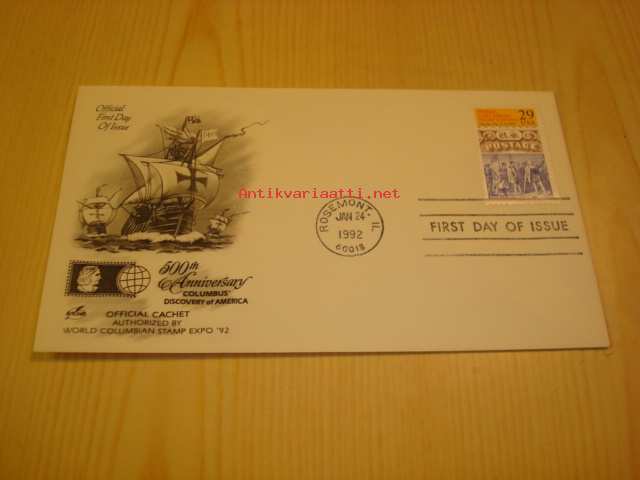 Official
First Day
Of Issue
29
USA
POSTAGE
Antikvariaatti.net
ROSEMONT, IL
JAN 24
1992
60018
FIRST DAY OF ISSUE
500th
Anniversary
COLUMBUS'
DISCOVERY of AMERICA
OFFICIAL CACHET
AUTHORIZED BY
WORLD COLUMBIAN STAMP EXPO '92